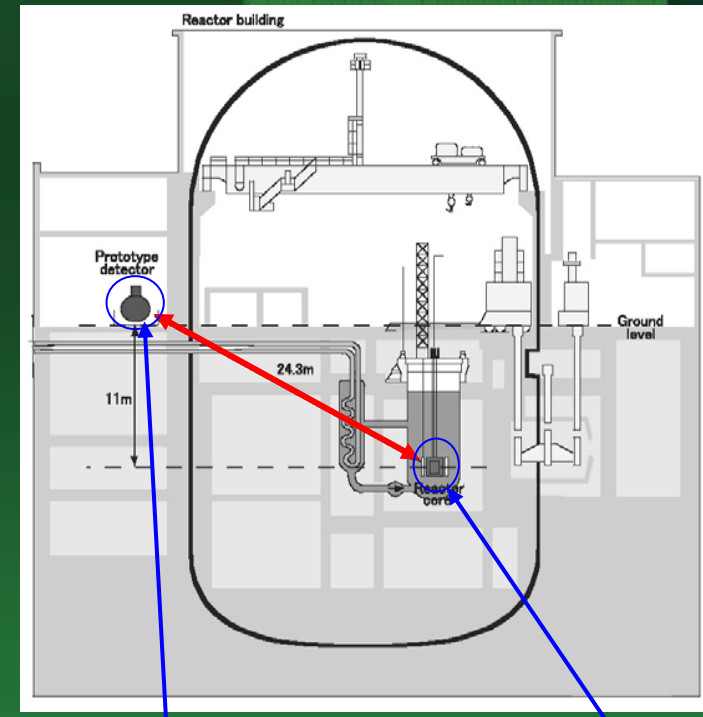 Reactor building
Prototype
detector
Ground
level
24.3m
11m
Reactor
core